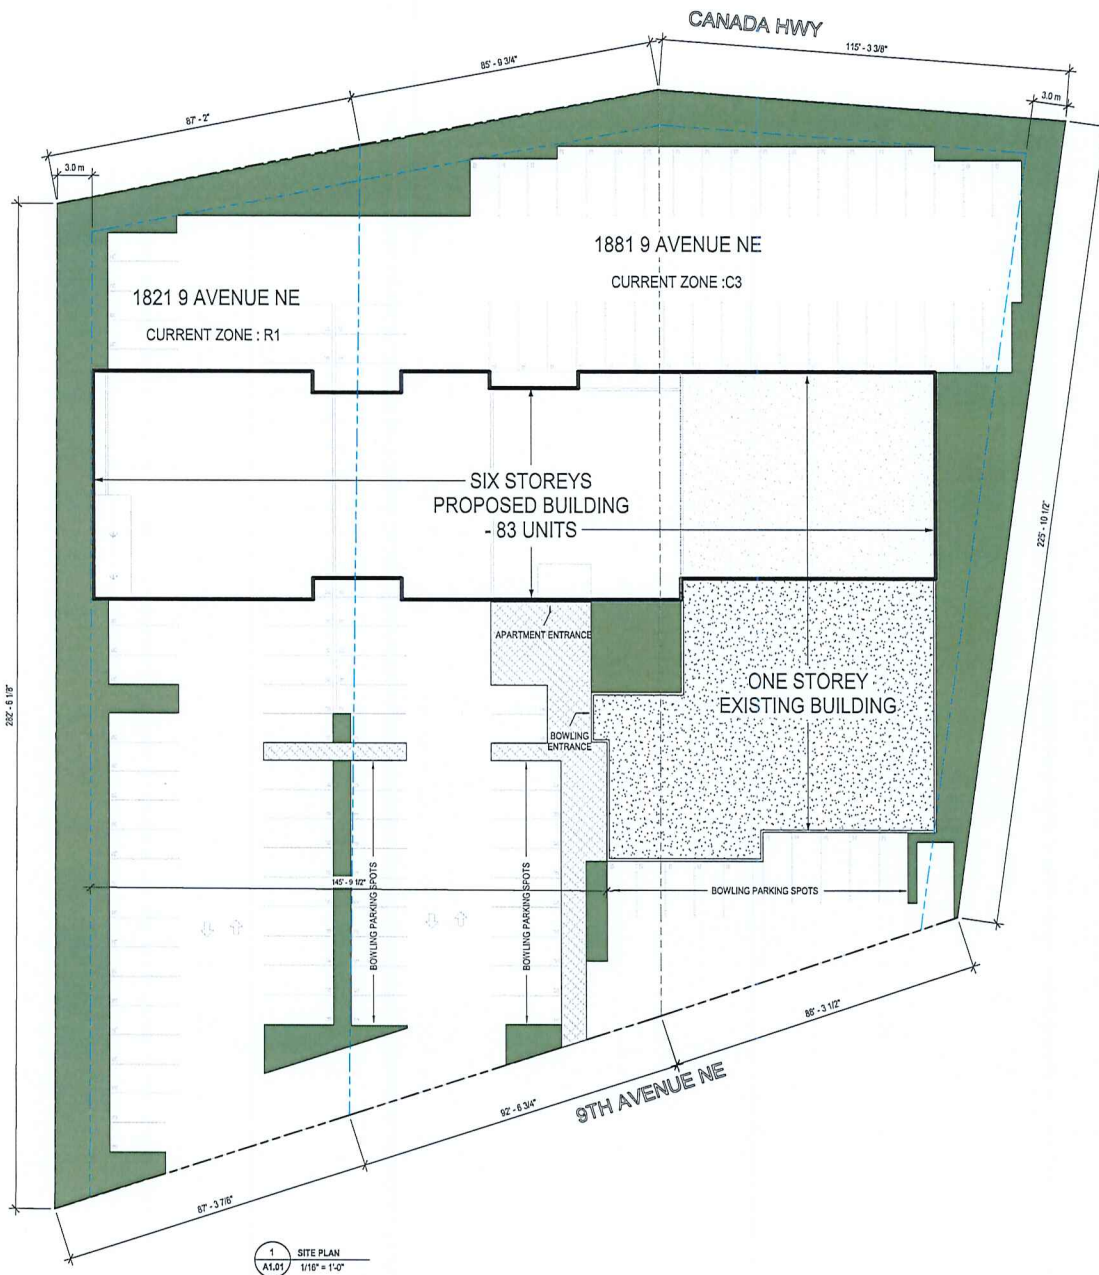 CANADA HWY
115' - 3 3/8"
85' - 9 3/4"
87' - 2"
3.0 m
3.0 m
1881 9 AVENUE NE
CURRENT ZONE :C3
1821 9 AVENUE NE
CURRENT ZONE : R1
SIX STOREYS
PROPOSED BUILDING
- 83 UNITS
225' - 10 1/2"
APARTMENT ENTRANCE
ONE STOREY
EXISTING BUILDING
BOWLING
ENTRANCE
282' - 6 1/8"
145' - 9 1/2"
BOWLING PARKING SPOTS
BOWLING PARKING SPOTS
BOWLING PARKING SPOTS
88' - 3 1/2"
92' - 6 3/4"
9TH AVENUE NE
87' - 3 7/8"
1
A1.01
SITE PLAN
1/16" = 1'-0"